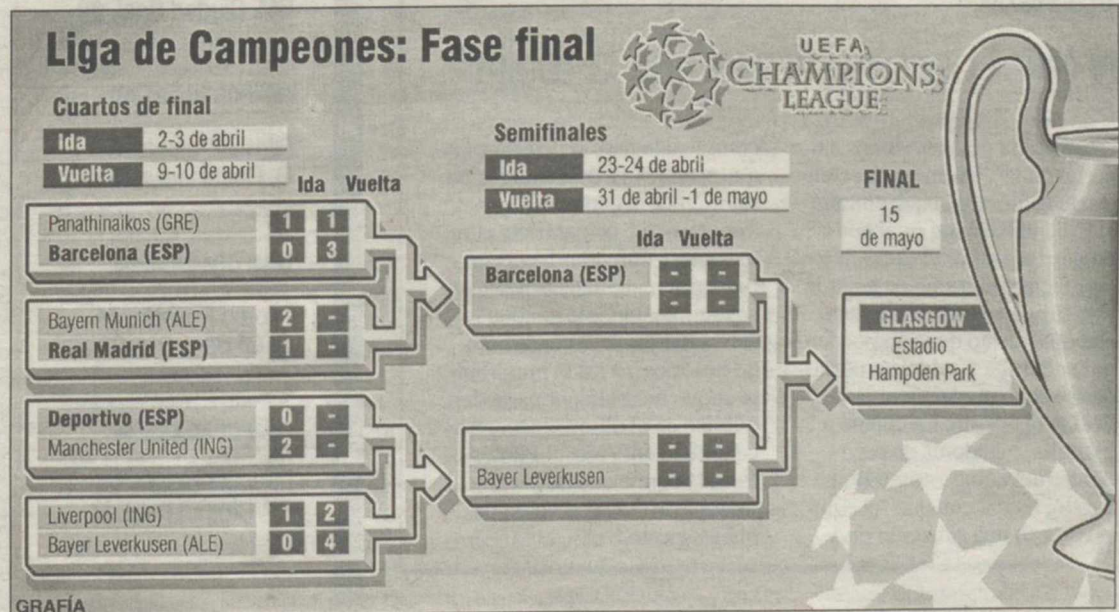 Liga de Campeones: Fase final
UEFA
CHAMPIONS
LEAGUE
Cuartos de final
Ida 2-3 de abril
Vuelta 9-10 de abril
Ida Vuelta
Panathinaikos (GRE) 1 1
Barcelona (ESP) 0 3
Bayern Munich (ALE) 2 -
Real Madrid (ESP) 1 -
Deportivo (ESP) 0 -
Manchester United (ING) 2 -
Liverpool (ING) 1 2
Bayer Leverkusen (ALE) 0 4
Semifinales
Ida 23-24 de abril
Vuelta 31 de abril -1 de mayo
Ida Vuelta
Barcelona (ESP) - -
- -
- -
Bayer Leverkusen - -
FINAL
15
de mayo
GLASGOW
Estadio
Hampden Park
GRAFÍA